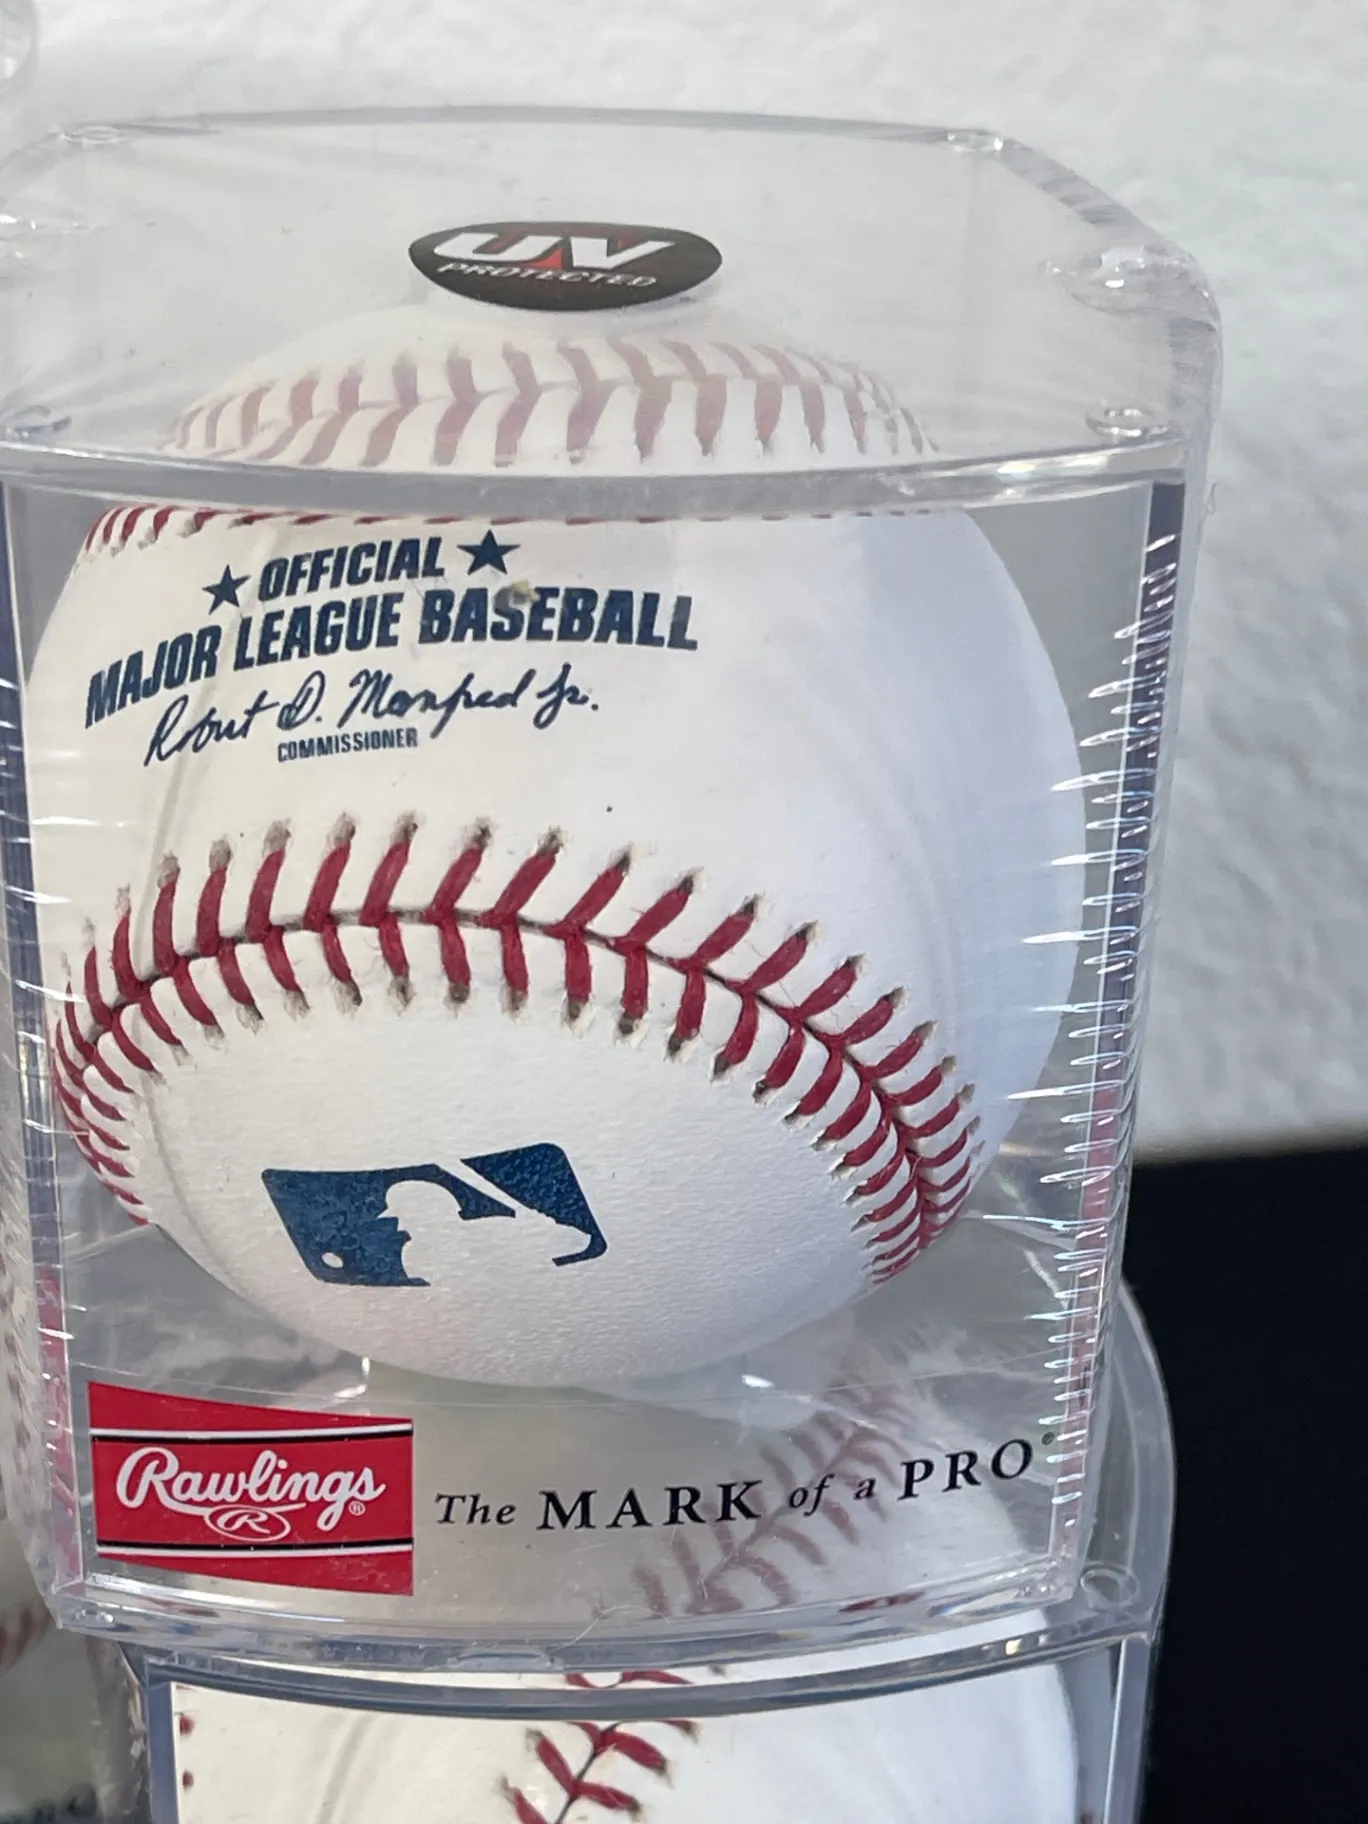 UV
PROTECTED
OFFICIAL
MAJOR LEAGUE BASEBALL
Robert D. Manfred Jr.
COMMISSIONER
Rawlings®
R
The MARK of a PRO®